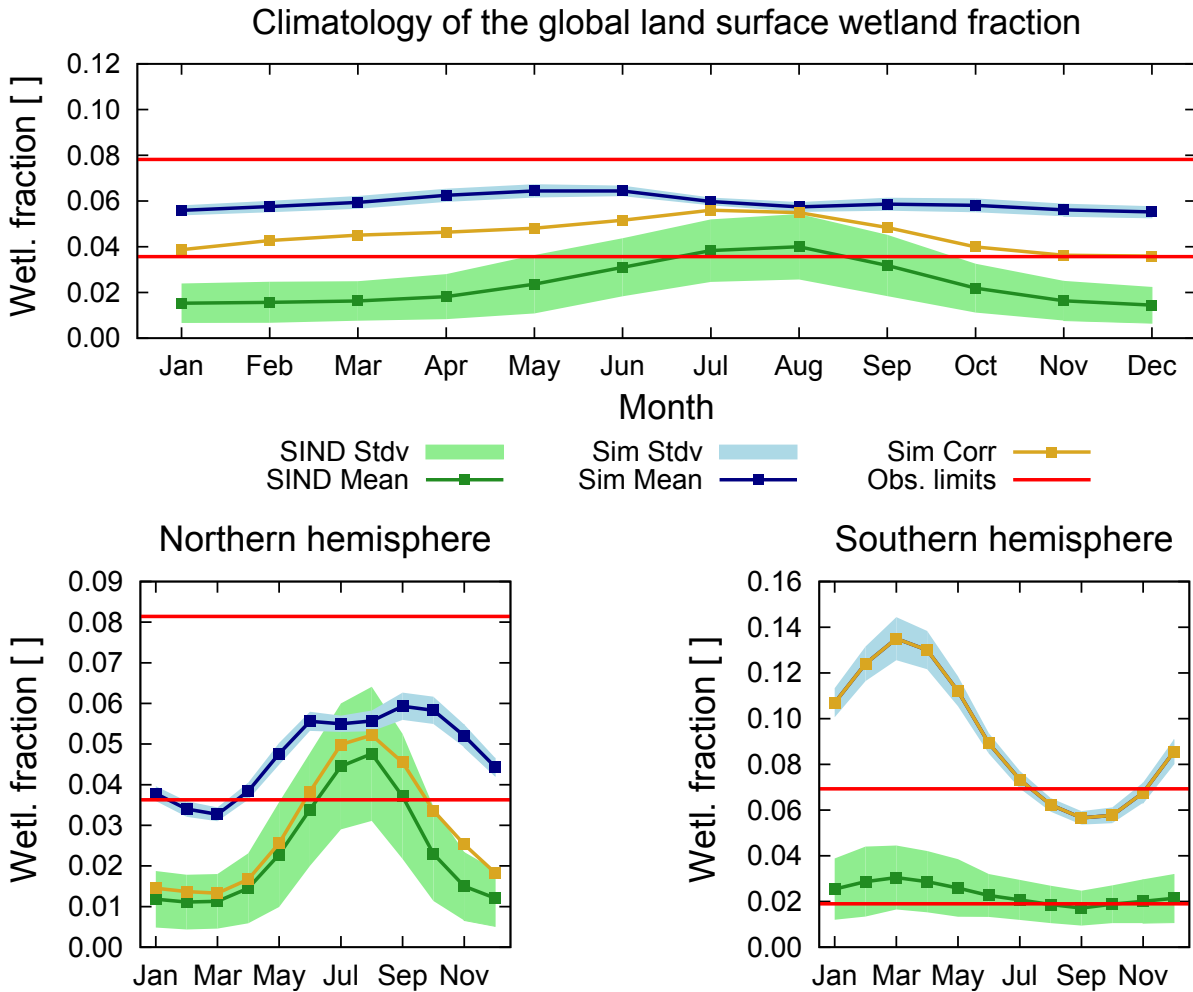 Climatology of the global land surface wetland fraction
Wetl. fraction [ ]
0.12
0.10
0.08
0.06
0.04
0.02
0.00
Jan Feb Mar Apr May Jun Jul Aug Sep Oct Nov Dec
Month
SIND Stdv Sim Stdv Sim Corr
SIND Mean Sim Mean Obs. limits
Northern hemisphere
Wetl. fraction [ ]
0.09
0.08
0.07
0.06
0.05
0.04
0.03
0.02
0.01
0.00
Jan Mar May Jul Sep Nov
Southern hemisphere
Wetl. fraction [ ]
0.16
0.14
0.12
0.10
0.08
0.06
0.04
0.02
0.00
Jan Mar May Jul Sep Nov